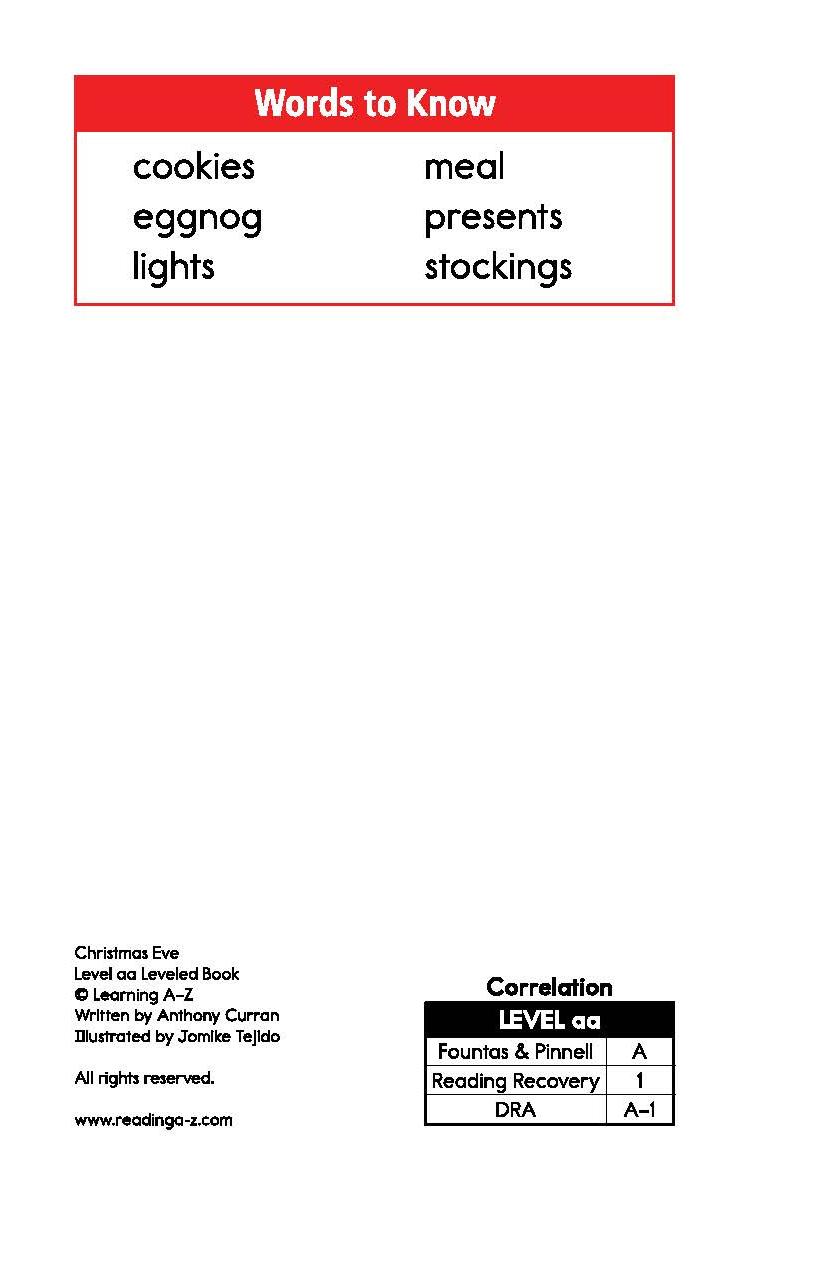 Words to Know
cookies meal
eggnog presents
lights stockings
Christmas Eve
Level aa Leveled Book
© Learning A–Z
Written by Anthony Curran
Illustrated by Jomike Tejido
All rights reserved.
www.readinga-z.com
Correlation
LEVEL aa
Fountas & Pinnell A
Reading Recovery 1
DRA A–1